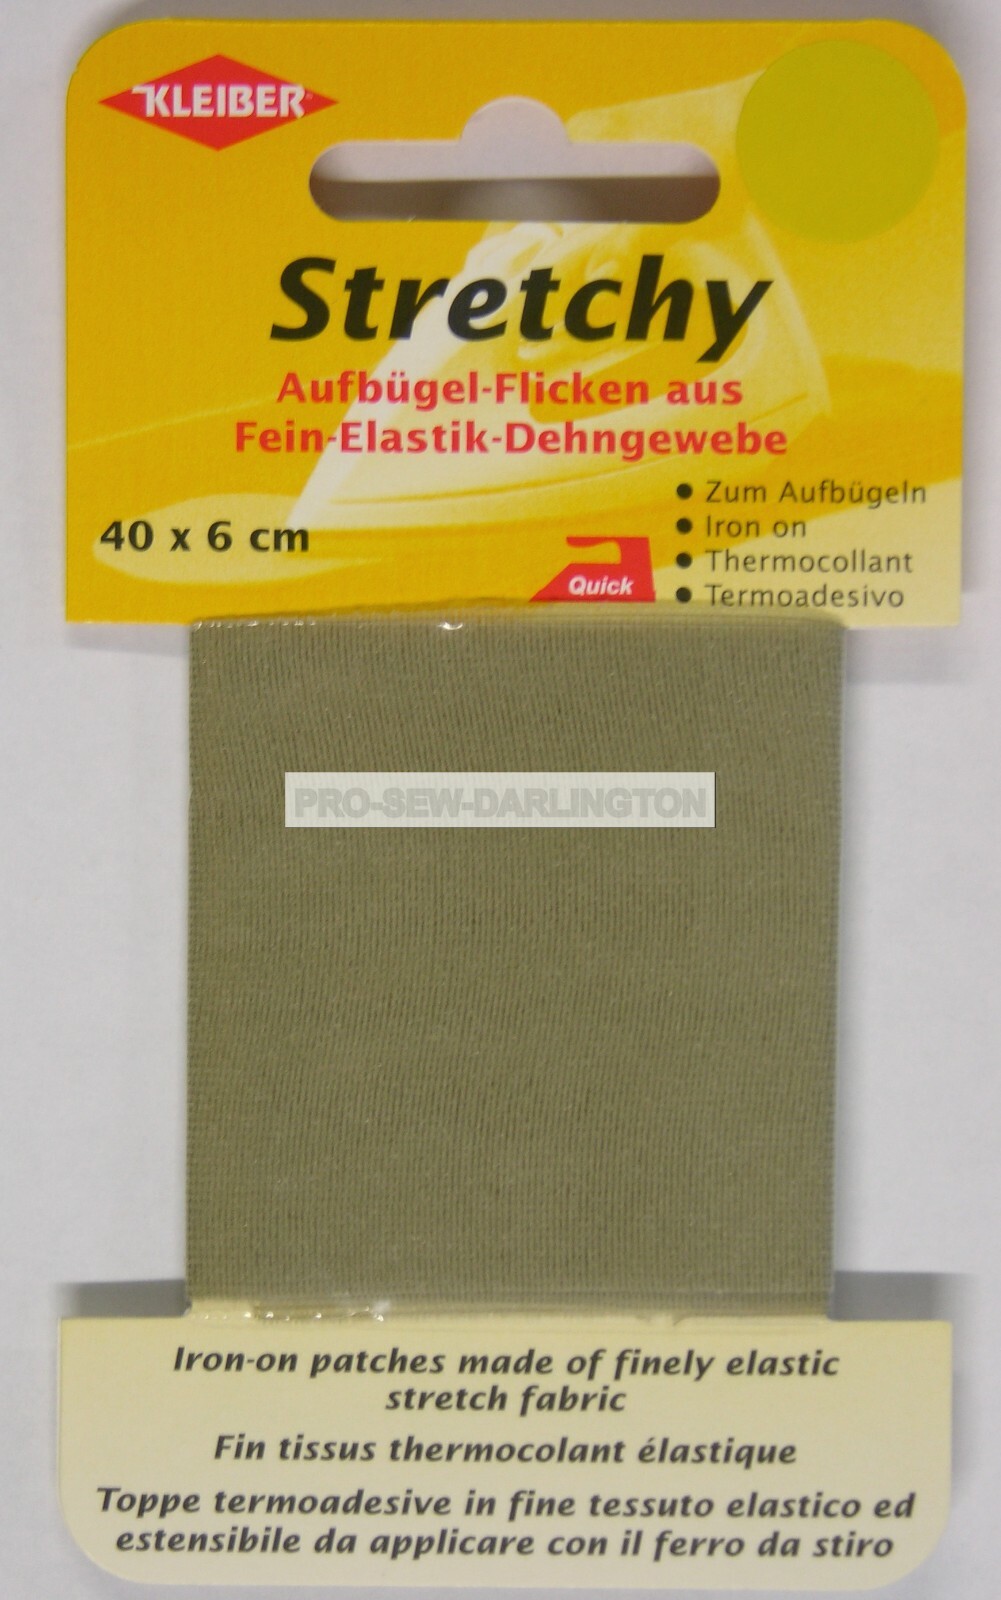 KLEIBER
Stretchy
Aufbügel-Flicken aus
Fein-Elastik-Dehngewebe
40 x 6 cm
Quick
• Zum Aufbügeln
• Iron on
• Thermocollant
• Termoadesivo
PRO-SEW-DARLINGTON
Iron-on patches made of finely elastic
stretch fabric
Fin tissus thermocolant élastique
Toppe termoadesive in fine tessuto elastico ed
estensibile da applicare con il ferro da stiro